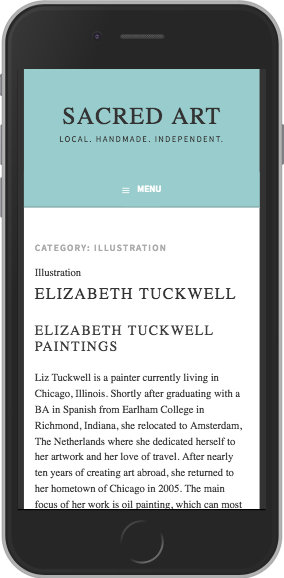 SACRED ART
LOCAL. HANDMADE. INDEPENDENT.
≡ MENU
CATEGORY: ILLUSTRATION
Illustration
ELIZABETH TUCKWELL
ELIZABETH TUCKWELL
PAINTINGS
Liz Tuckwell is a painter currently living in
Chicago, Illinois. Shortly after graduating with a
BA in Spanish from Earlham College in
Richmond, Indiana, she relocated to Amsterdam,
The Netherlands where she dedicated herself to
her artwork and her love of travel. After nearly
ten years of creating art abroad, she returned to
her hometown of Chicago in 2005. The main
focus of her work is oil painting, which can most